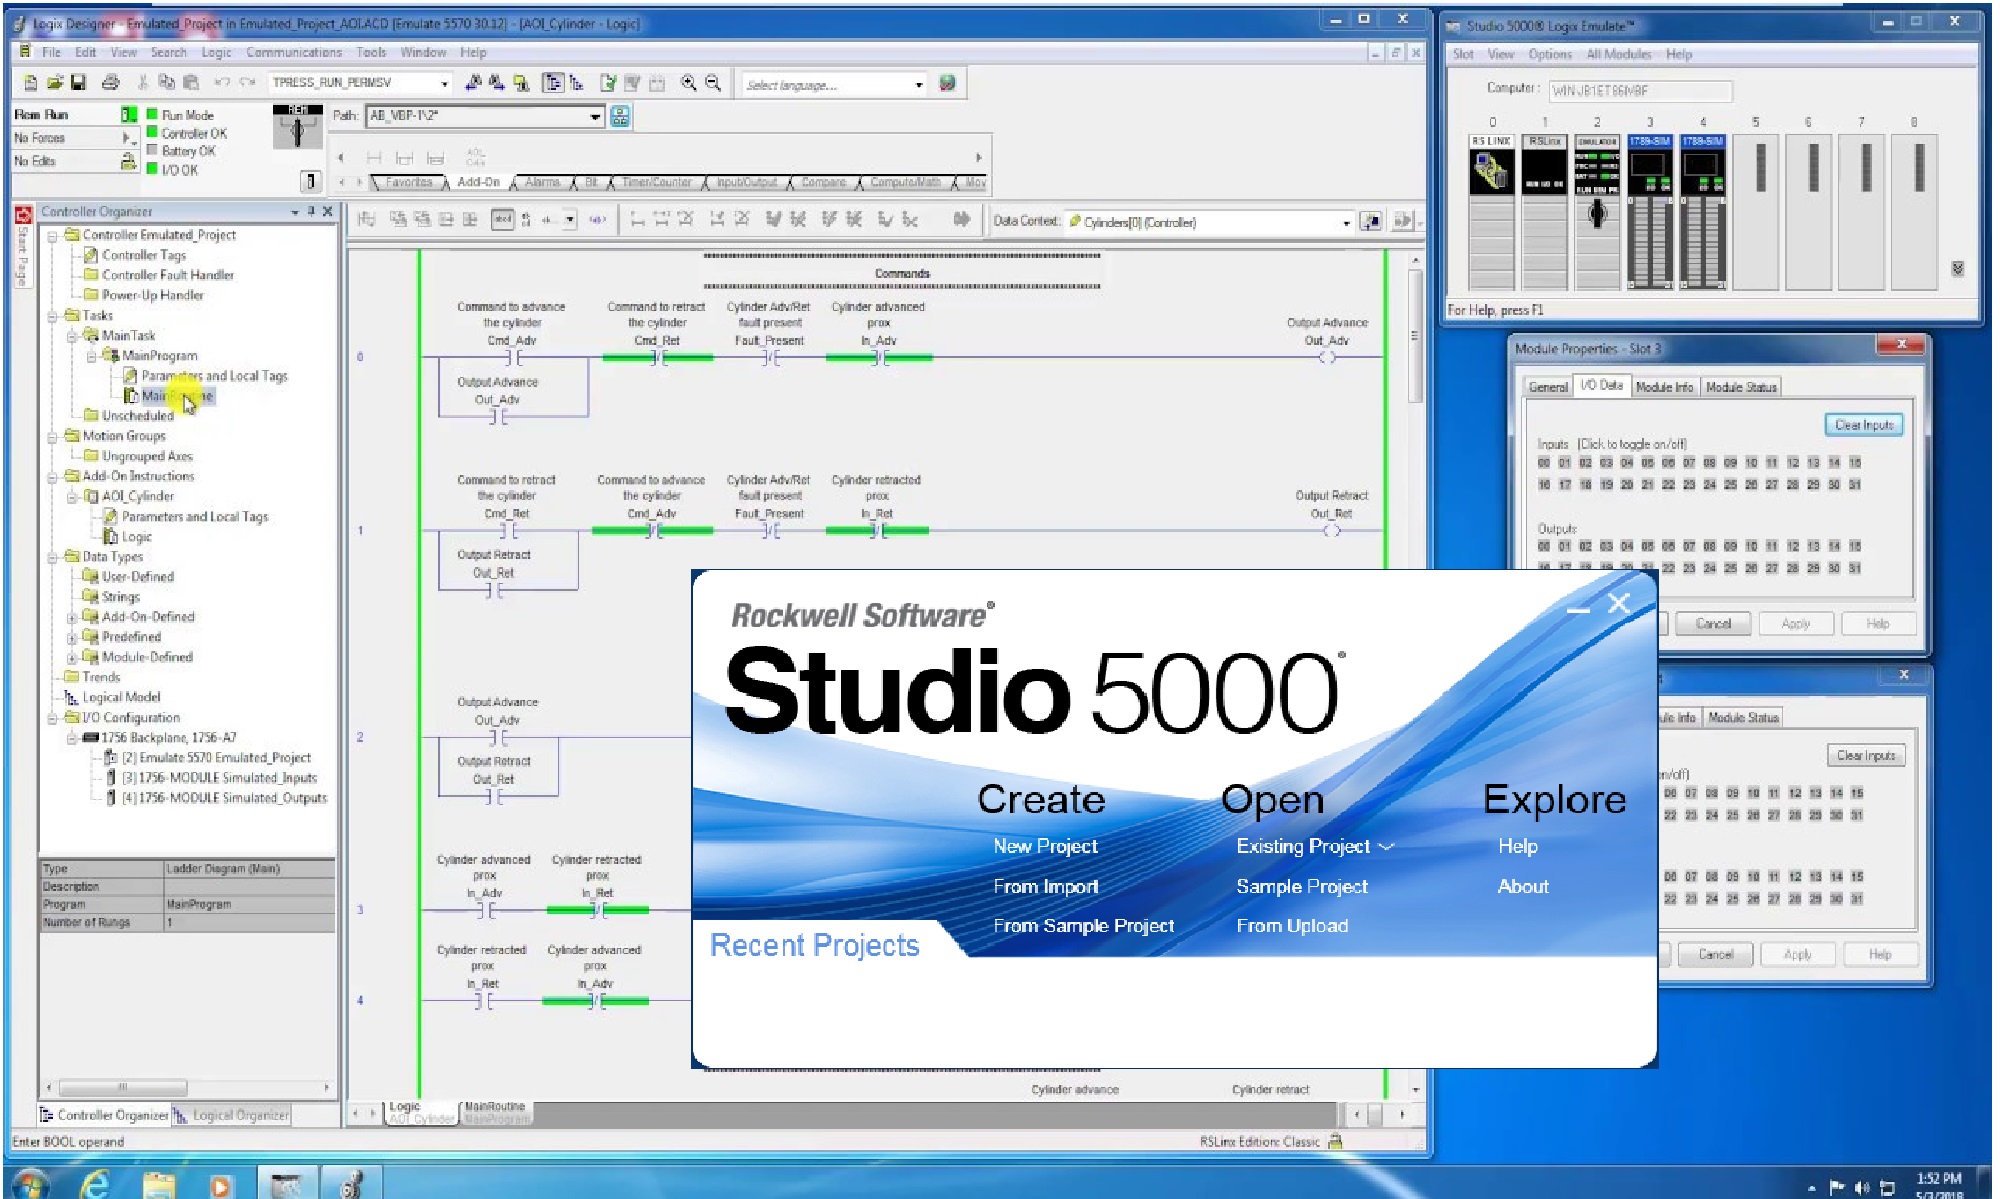 Logix Designer - Emulated_Project in Emulated_Project_AOI.ACD [Emulate 5570 30.12] - [AOI_Cylinder - Logic]
File Edit View Search Logic Communications Tools Window Help
TPRESS_RUN_PERMSV
Select language...
Rem Run
Run Mode
No Forces
Controller OK
Battery OK
No Edits
I/O OK
REM
Path: AB_VBP-1\2*
Favorites Add-On Alarms Bit Timer/Counter Input/Output Compare Compute/Math Mov
Start Page
Controller Organizer
Data Context: Cylinders[0] (Controller)
Controller Emulated_Project
Controller Tags
Controller Fault Handler
Power-Up Handler
Tasks
MainTask
MainProgram
Parameters and Local Tags
MainRoutine
Unscheduled
Motion Groups
Ungrouped Axes
Add-On Instructions
AOI_Cylinder
Parameters and Local Tags
Logic
Data Types
User-Defined
Strings
Add-On-Defined
Predefined
Module-Defined
Trends
Logical Model
I/O Configuration
1756 Backplane, 1756-A7
[2] Emulate 5570 Emulated_Project
[3] 1756-MODULE Simulated_Inputs
[4] 1756-MODULE Simulated_Outputs
Type Ladder Diagram (Main)
Description
Program MainProgram
Number of Rungs 1
Controller Organizer Logical Organizer
Enter BOOL operand
Commands
Command to advance the cylinder Cmd_Adv
Command to retract the cylinder Cmd_Ret
Cylinder Adv/Ret fault present Fault_Present
Cylinder advanced prox In_Adv
Output Advance Out_Adv
0
Output Advance Out_Adv
Command to retract the cylinder Cmd_Ret
Command to advance the cylinder Cmd_Adv
Cylinder Adv/Ret fault present Fault_Present
Cylinder retracted prox In_Ret
Output Retract Out_Ret
1
Output Retract Out_Ret
Output Advance Out_Adv
2
Output Retract Out_Ret
Cylinder advanced prox In_Adv
Cylinder retracted prox In_Ret
3
Cylinder retracted prox In_Ret
Cylinder advanced prox In_Adv
4
Cylinder advance Cylinder retract
Logic AOI_Cylinder
MainRoutine MainProgram
RSLinx Edition: Classic
Studio 5000® Logix Emulate™
Slot View Options All Modules Help
Computer:
0 1 2 3 4 5 6 7 8
RS LINX RSLinx EMULATOR 1789-SIM 1789-SIM
For Help, press F1
Module Properties - Slot 3
General I/O Data Module Info Module Status
Clear Inputs
Inputs (Click to toggle on/off)
00 01 02 03 04 05 06 07 08 09 10 11 12 13 14 15
16 17 18 19 20 21 22 23 24 25 26 27 28 29 30 31
Outputs
00 01 02 03 04 05 06 07 08 09 10 11 12 13 14 15
22 23 24 25 26 27 28 29 30 31
Cancel Apply Help
Module Status
Clear Inputs
on/off)
06 07 08 09 10 11 12 13 14 15
22 23 24 25 26 27 28 29 30 31
06 07 08 09 10 11 12 13 14 15
22 23 24 25 26 27 28 29 30 31
Cancel Apply Help
Rockwell Software®
Studio 5000®
Create Open Explore
New Project Existing Project Help
From Import Sample Project About
From Sample Project From Upload
Recent Projects
1:52 PM
5/3/2018